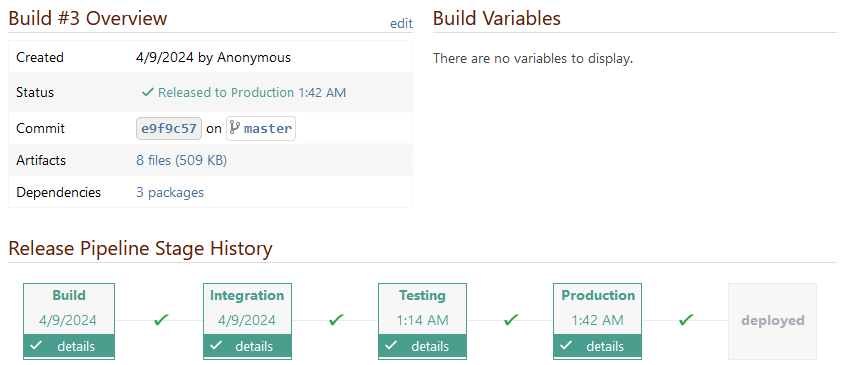 Build #3 Overview
edit
Created 4/9/2024 by Anonymous
Status Released to Production 1:42 AM
Commit e9f9c57 on master
Artifacts 8 files (509 KB)
Dependencies 3 packages
Build Variables
There are no variables to display.
Release Pipeline Stage History
Build
4/9/2024
details
Integration
4/9/2024
details
Testing
1:14 AM
details
Production
1:42 AM
details
deployed